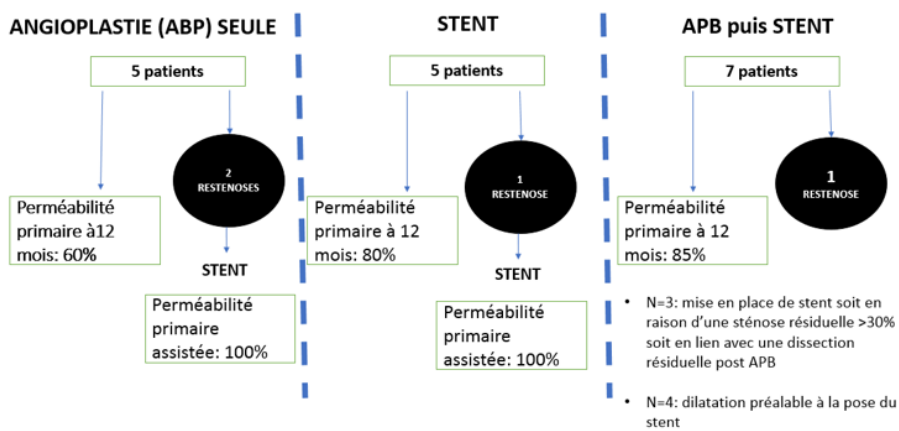 ANGIOPLASTIE (ABP) SEULE
5 patients
2
RESTENOSES
Perméabilité
primaire à12
mois: 60%
STENT
Perméabilité
primaire
assistée: 100%
STENT
5 patients
1
RESTENOSE
Perméabilité
primaire à 12
mois: 80%
STENT
Perméabilité
primaire
assistée: 100%
APB puis STENT
7 patients
1
RESTENOSE
Perméabilité
primaire à 12
mois: 85%
• N=3: mise en place de stent soit en
raison d’une sténose résiduelle >30%
soit en lien avec une dissection
résiduelle post APB
• N=4: dilatation préalable à la pose du
stent